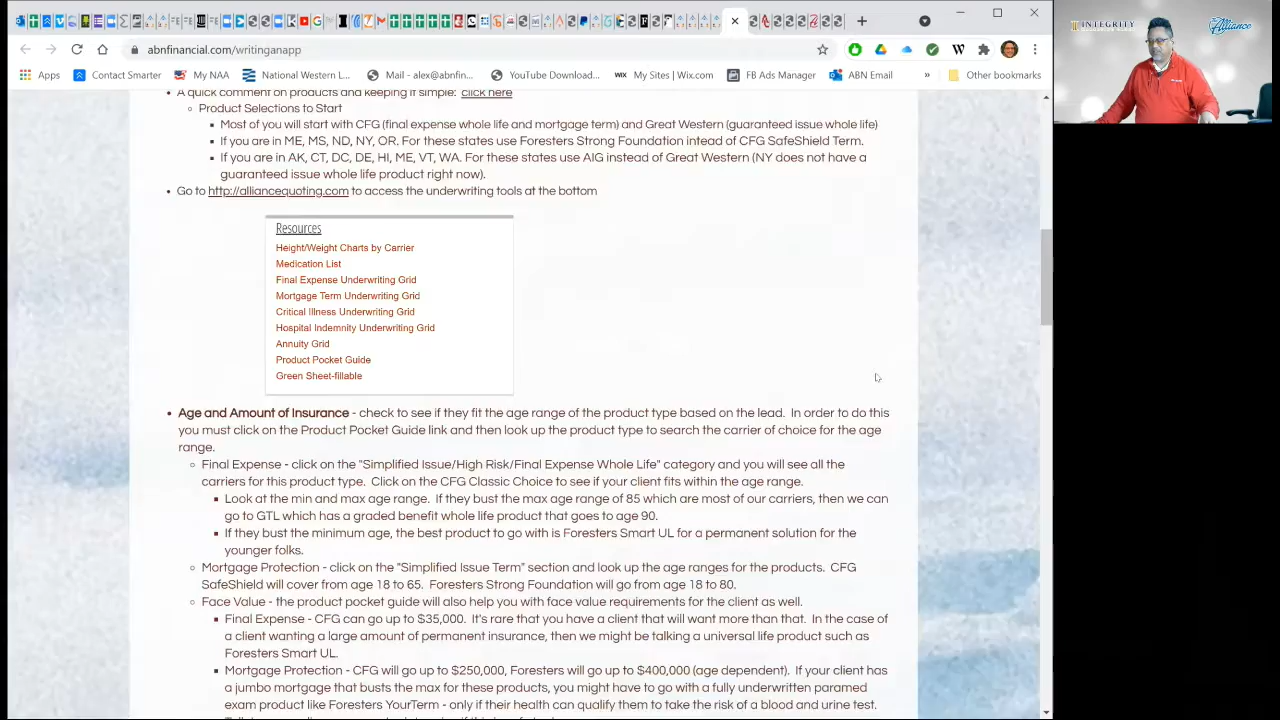 abnfinancial.com/writinganapp
Apps
Contact Smarter
My NAA
National Western L...
Mail - alex@abnfin...
YouTube Download...
WIX
My Sites | Wix.com
FB Ads Manager
ABN Email
»
Other bookmarks
INTEGRITY
Alliance
A quick comment on products and keeping it simple: click here
Product Selections to Start
Most of you will start with CFG (final expense whole life and mortgage term) and Great Western (guaranteed issue whole life)
If you are in ME, MS, ND, NY, OR. For these states use Foresters Strong Foundation intead of CFG SafeShield Term.
If you are in AK, CT, DC, DE, HI, ME, VT, WA. For these states use AIG instead of Great Western (NY does not have a
guaranteed issue whole life product right now).
Go to http://alliancequoting.com to access the underwriting tools at the bottom
Resources
Height/Weight Charts by Carrier
Medication List
Final Expense Underwriting Grid
Mortgage Term Underwriting Grid
Critical Illness Underwriting Grid
Hospital Indemnity Underwriting Grid
Annuity Grid
Product Pocket Guide
Green Sheet-fillable
Age and Amount of Insurance - check to see if they fit the age range of the product type based on the lead. In order to do this
you must click on the Product Pocket Guide link and then look up the product type to search the carrier of choice for the age
range.
Final Expense - click on the "Simplified Issue/High Risk/Final Expense Whole Life" category and you will see all the
carriers for this product type. Click on the CFG Classic Choice to see if your client fits within the age range.
Look at the min and max age range. If they bust the max age range of 85 which are most of our carriers, then we can
go to GTL which has a graded benefit whole life product that goes to age 90.
If they bust the minimum age, the best product to go with is Foresters Smart UL for a permanent solution for the
younger folks.
Mortgage Protection - click on the "Simplified Issue Term" section and look up the age ranges for the products. CFG
SafeShield will cover from age 18 to 65. Foresters Strong Foundation will go from age 18 to 80.
Face Value - the product pocket guide will also help you with face value requirements for the client as well.
Final Expense - CFG can go up to $35,000. It's rare that you have a client that will want more than that. In the case of
a client wanting a large amount of permanent insurance, then we might be talking a universal life product such as
Foresters Smart UL.
Mortgage Protection - CFG will go up to $250,000, Foresters will go up to $400,000 (age dependent). If your client has
a jumbo mortgage that busts the max for these products, you might have to go with a fully underwritten paramed
exam product like Foresters YourTerm - only if their health can qualify them to take the risk of a blood and urine test.